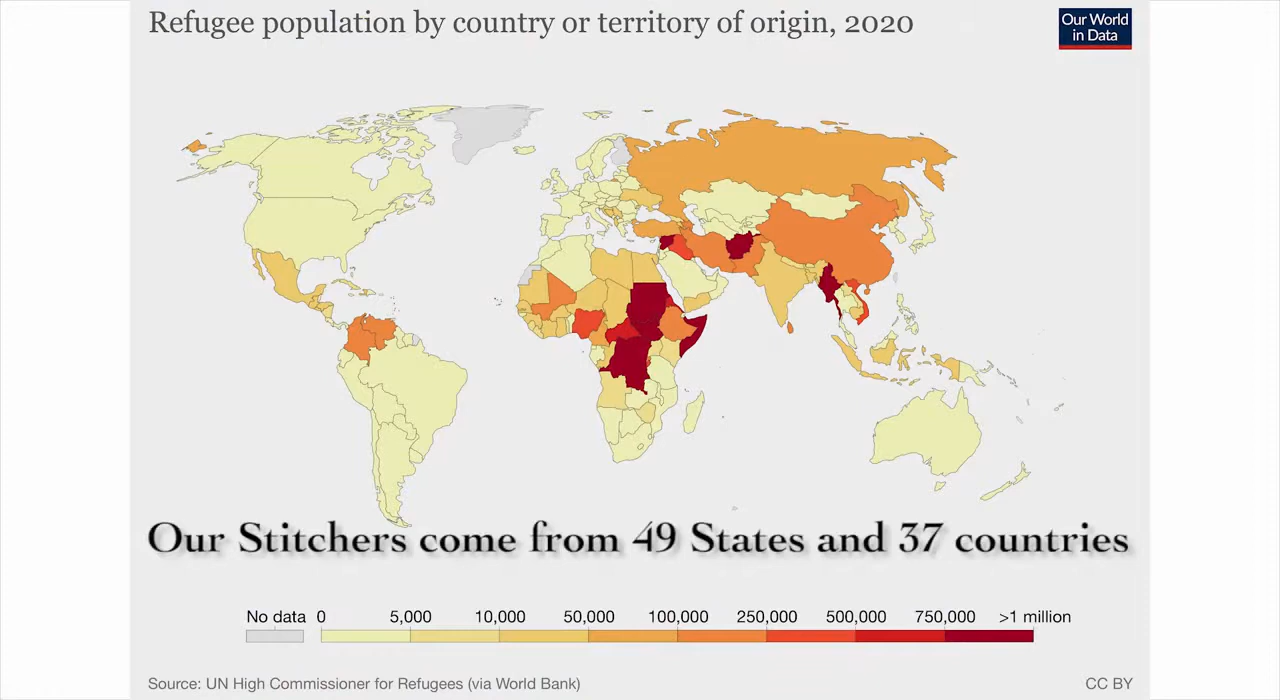 Refugee population by country or territory of origin, 2020
Our World
in Data
Our Stitchers come from 49 States and 37 countries
No data 0 5,000 10,000 50,000 100,000 250,000 500,000 750,000 >1 million
Source: UN High Commissioner for Refugees (via World Bank) CC BY